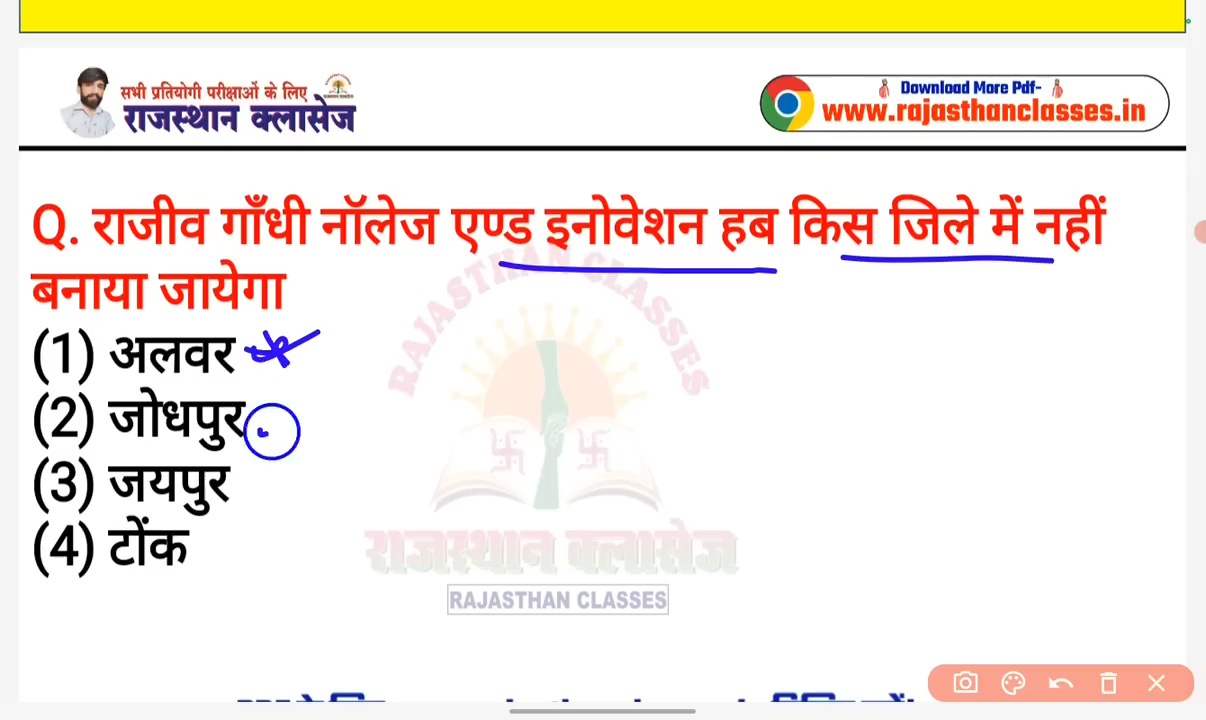 सभी प्रतियोगी परीक्षाओं के लिए
राजस्थान क्लासेज
Download More Pdf-
www.rajasthanclasses.in
Q. राजीव गाँधी नॉलेज एण्ड इनोवेशन हब किस जिले में नहीं
बनाया जायेगा
(1) अलवर
(2) जोधपुर
(3) जयपुर
(4) टोंक
RAJASTHAN CLASSES
राजस्थान क्लासेज
RAJASTHAN CLASSES